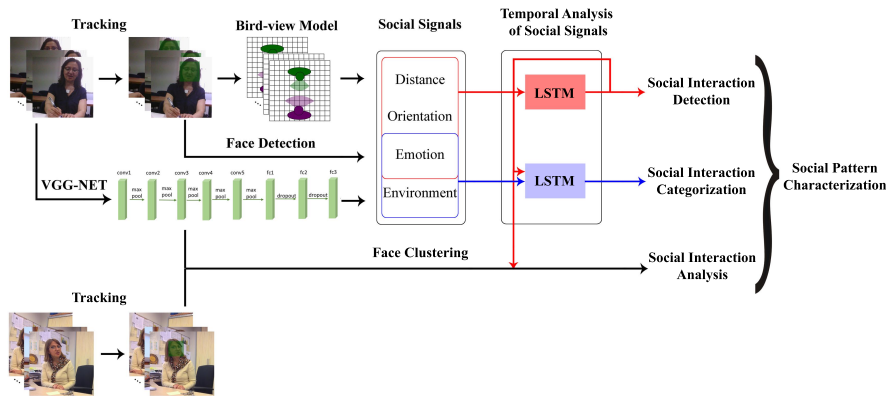 Tracking
Bird-view Model
Social Signals
Temporal Analysis
of Social Signals
Distance
Orientation
Emotion
Environment
LSTM
LSTM
Social Interaction
Detection
Social Interaction
Categorization
Social Interaction
Analysis
Social Pattern
Characterization
Face Detection
VGG-NET
conv1
conv2
conv3
conv4
conv5
fc1
fc2
fc3
max
pool
max
pool
max
pool
max
pool
max
pool
dropout
dropout
Face Clustering
Tracking